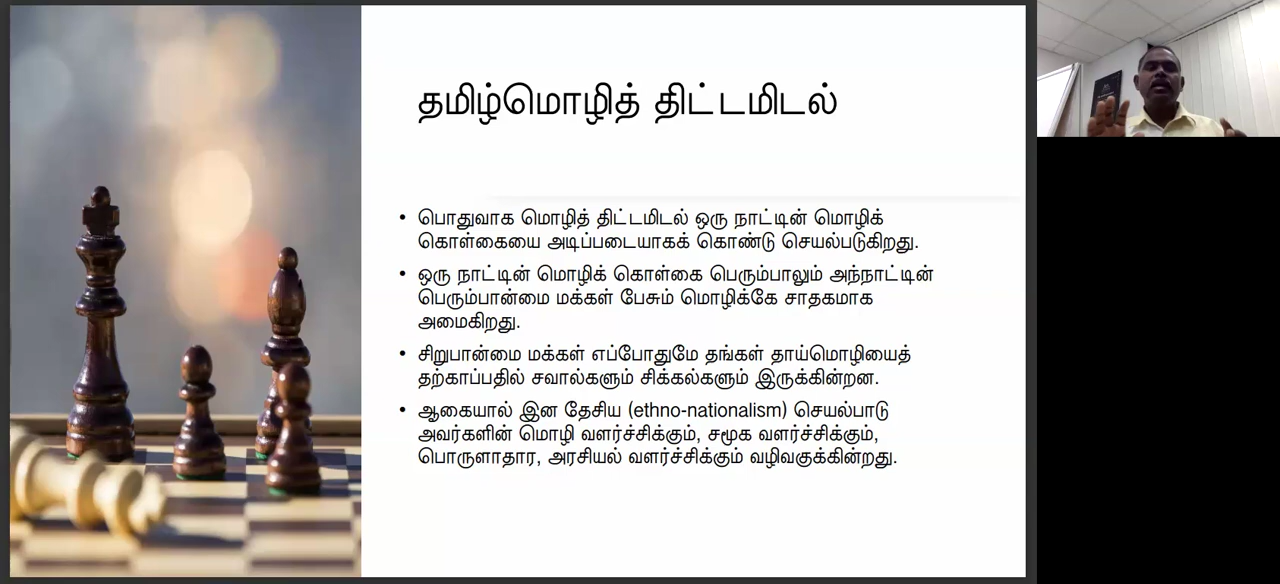 தமிழ்மொழித் திட்டமிடல்
• பொதுவாக மொழித் திட்டமிடல் ஒரு நாட்டின் மொழிக்
கொள்கையை அடிப்படையாகக் கொண்டு செயல்படுகிறது.
• ஒரு நாட்டின் மொழிக் கொள்கை பெரும்பாலும் அந்நாட்டின்
பெரும்பான்மை மக்கள் பேசும் மொழிக்கே சாதகமாக
அமைகிறது.
• சிறுபான்மை மக்கள் எப்போதுமே தங்கள் தாய்மொழியைத்
தற்காப்பதில் சவால்களும் சிக்கல்களும் இருக்கின்றன.
• ஆகையால் இன தேசிய (ethno-nationalism) செயல்பாடு
அவர்களின் மொழி வளர்ச்சிக்கும், சமூக வளர்ச்சிக்கும்,
பொருளாதார, அரசியல் வளர்ச்சிக்கும் வழிவகுக்கின்றது.